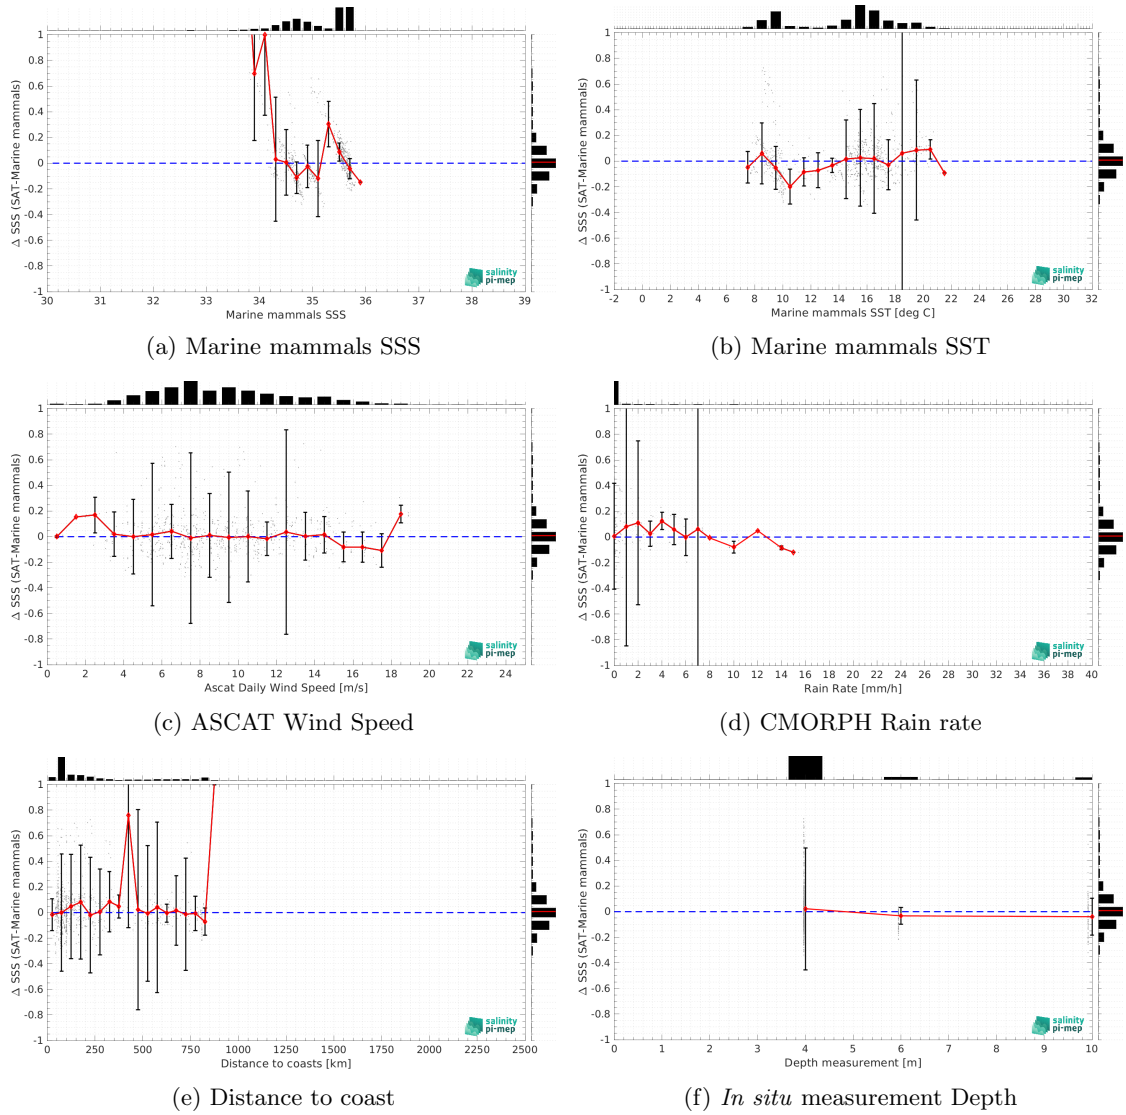 Δ SSS (SAT-Marine mammals)
1
0.8
0.6
0.4
0.2
0
-0.2
-0.4
-0.6
-0.8
-1
30 31 32 33 34 35 36 37 38 39
Marine mammals SSS
salinity
pi-mep
(a) Marine mammals SSS
Δ SSS (SAT-Marine mammals)
1
0.8
0.6
0.4
0.2
0
-0.2
-0.4
-0.6
-0.8
-1
-2 0 2 4 6 8 10 12 14 16 18 20 22 24 26 28 30 32
Marine mammals SST [deg C]
salinity
pi-mep
(b) Marine mammals SST
Δ SSS (SAT-Marine mammals)
1
0.8
0.6
0.4
0.2
0
-0.2
-0.4
-0.6
-0.8
-1
0 2 4 6 8 10 12 14 16 18 20 22 24
Ascat Daily Wind Speed [m/s]
salinity
pi-mep
(c) ASCAT Wind Speed
Δ SSS (SAT-Marine mammals)
1
0.8
0.6
0.4
0.2
0
-0.2
-0.4
-0.6
-0.8
-1
0 2 4 6 8 10 12 14 16 18 20 22 24 26 28 30 32 34 36 38 40
Rain Rate [mm/h]
salinity
pi-mep
(d) CMORPH Rain rate
Δ SSS (SAT-Marine mammals)
1
0.8
0.6
0.4
0.2
0
-0.2
-0.4
-0.6
-0.8
-1
0 250 500 750 1000 1250 1500 1750 2000 2250 2500
Distance to coasts [km]
salinity
pi-mep
(e) Distance to coast
Δ SSS (SAT-Marine mammals)
1
0.8
0.6
0.4
0.2
0
-0.2
-0.4
-0.6
-0.8
-1
0 1 2 3 4 5 6 7 8 9 10
Depth measurement [m]
salinity
pi-mep
(f) In situ measurement Depth